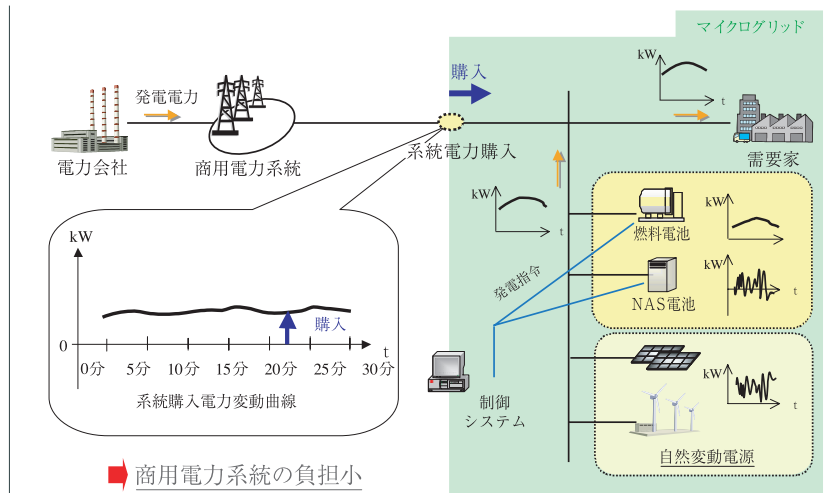 マイクログリッド
kW
t
購入
発電電力
電力会社
商用電力系統
系統電力購入
需要家
kW
t
燃料電池
kW
t
発電指令
NAS電池
kW
t
kW
0
購入
t
0分 5分 10分 15分 20分 25分 30分
系統購入電力変動曲線
制御
システム
kW
t
自然変動電源
商用電力系統の負担小